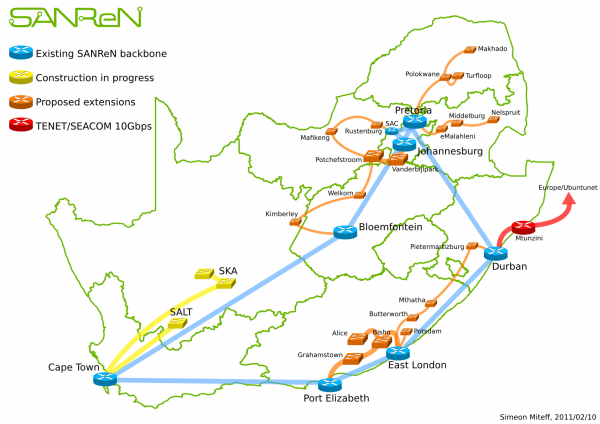 SANReN
Existing SANReN backbone
Construction in progress
Proposed extensions
TENET/SEACOM 10Gbps
Makhado
Polokwane
Turfloop
Pretoria
SAC
Rustenburg
Mafikeng
Middelburg
Nelspruit
eMalahleni
Johannesburg
Potchefstroom
Vanderbijlpark
Welkom
Kimberley
Bloemfontein
Europe/Ubuntunet
Mtunzini
Pietermaritzburg
Durban
SKA
SALT
Mthatha
Butterworth
Alice
Bisho
Potsdam
Grahamstown
East London
Cape Town
Port Elizabeth
Simeon Miteff, 2011/02/10